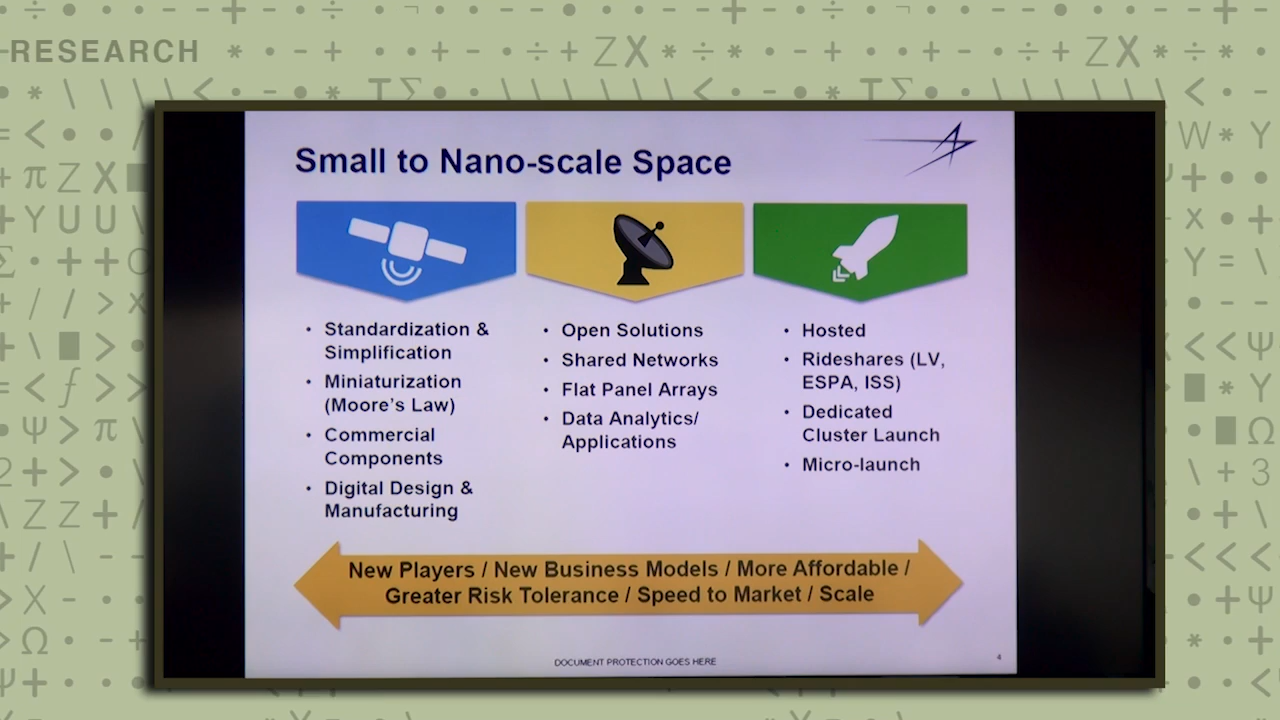 RESEARCH
Small to Nano-scale Space
• Standardization &
Simplification
• Miniaturization
(Moore's Law)
• Commercial
Components
• Digital Design &
Manufacturing
• Open Solutions
• Shared Networks
• Flat Panel Arrays
• Data Analytics/
Applications
• Hosted
• Rideshares (LV,
ESPA, ISS)
• Dedicated
Cluster Launch
• Micro-launch
New Players / New Business Models / More Affordable /
Greater Risk Tolerance / Speed to Market / Scale
DOCUMENT PROTECTION GOES HERE
4